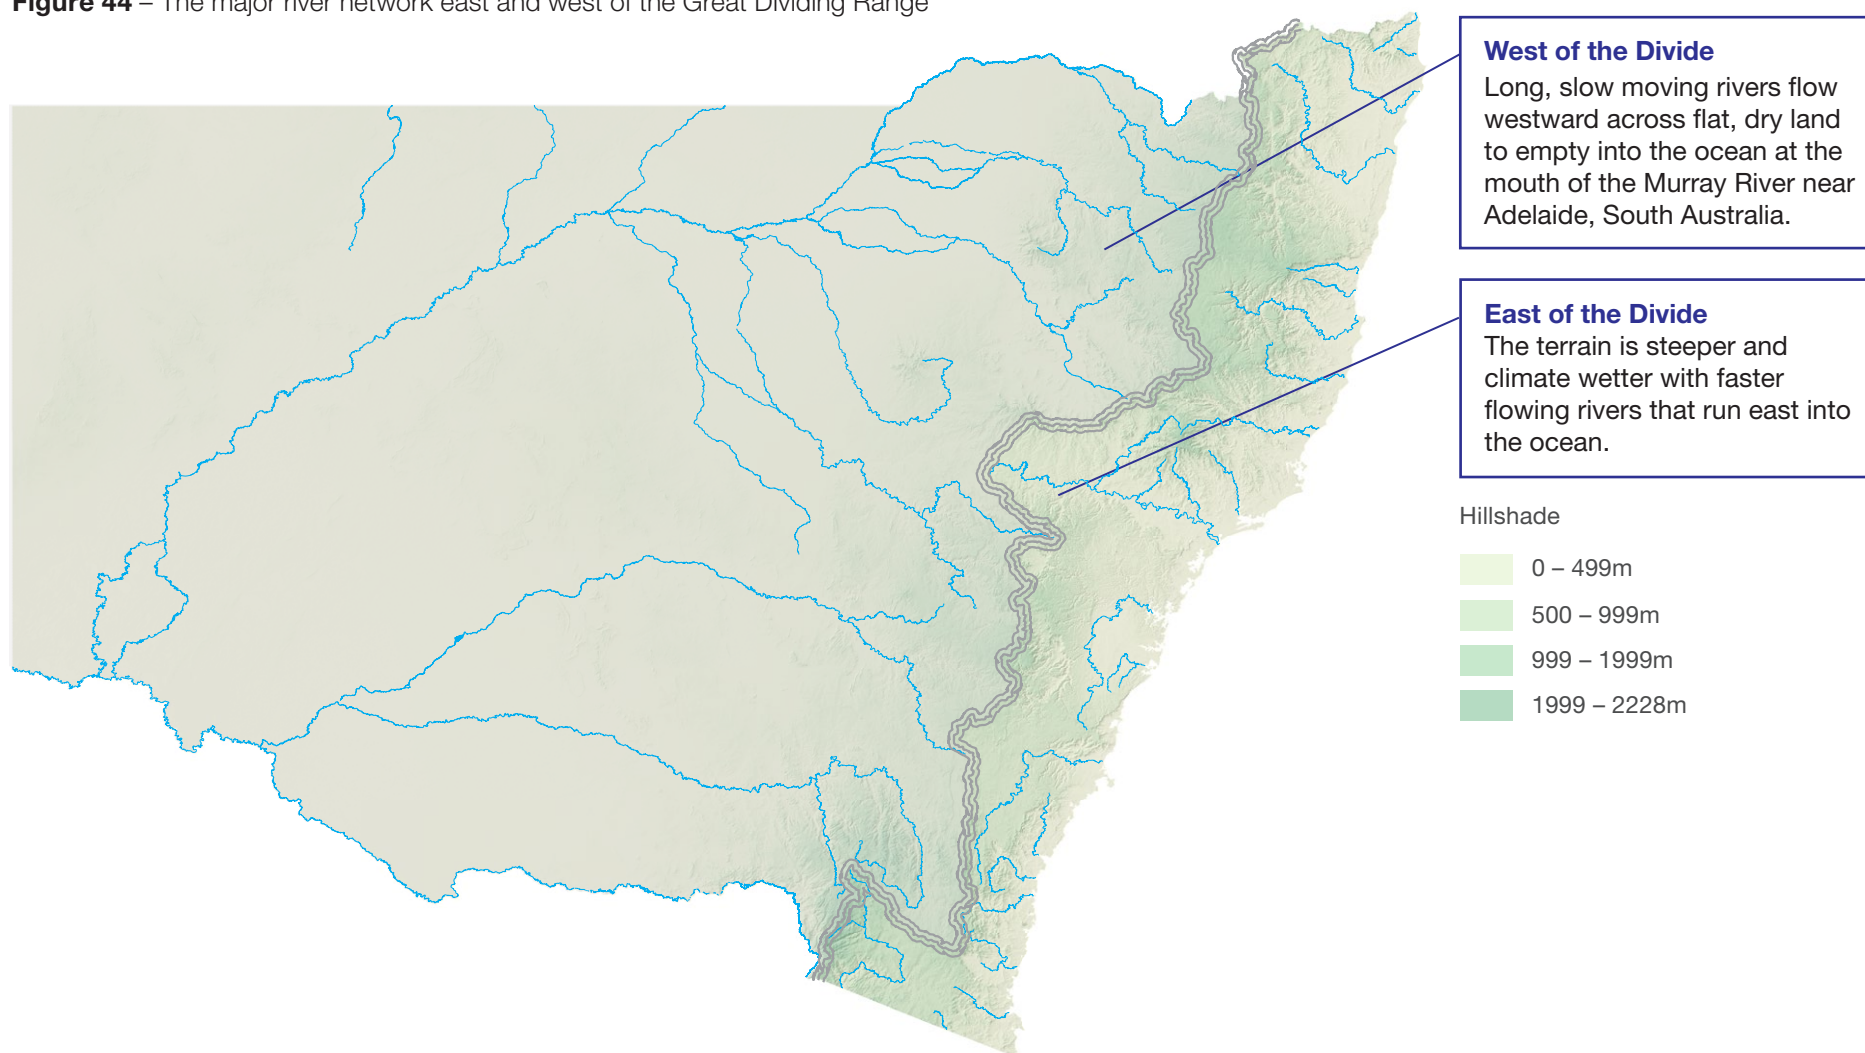 Figure 44 – The major river network east and west of the Great Dividing Range
West of the Divide
Long, slow moving rivers flow
westward across flat, dry land
to empty into the ocean at the
mouth of the Murray River near
Adelaide, South Australia.
East of the Divide
The terrain is steeper and
climate wetter with faster
flowing rivers that run east into
the ocean.
Hillshade
0 – 499m
500 – 999m
999 – 1999m
1999 – 2228m